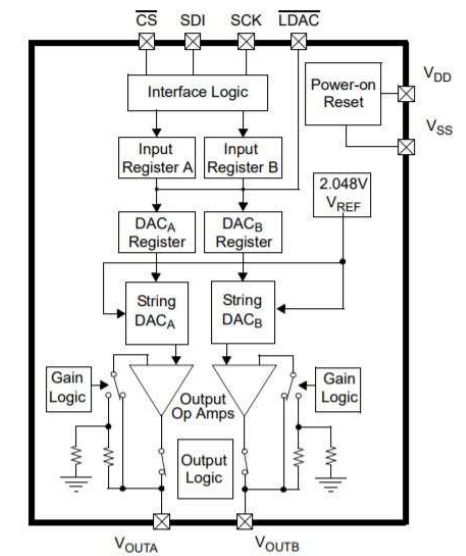 CS SDI SCK LDAC
Interface Logic
Power-on
Reset
VDD
VSS
Input
Register A
Input
Register B
2.048V
VREF
DACA
Register
DACB
Register
String
DACA
String
DACB
Gain
Logic
Output
Op Amps
Gain
Logic
Output
Logic
VOUTA
VOUTB